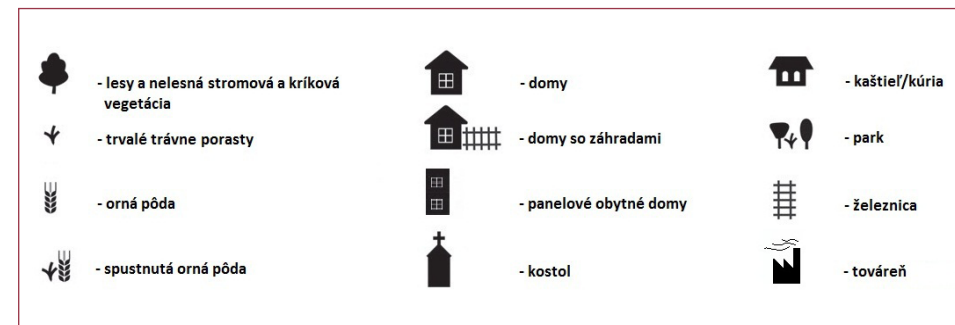 - lesy a nelesná stromová a kríková
vegetácia
- trvalé trávne porasty
- orná pôda
- spustnutá orná pôda
- domy
- domy so záhradami
- panelové obytné domy
- kostol
- kaštieľ/kúria
- park
- železnica
- továreň